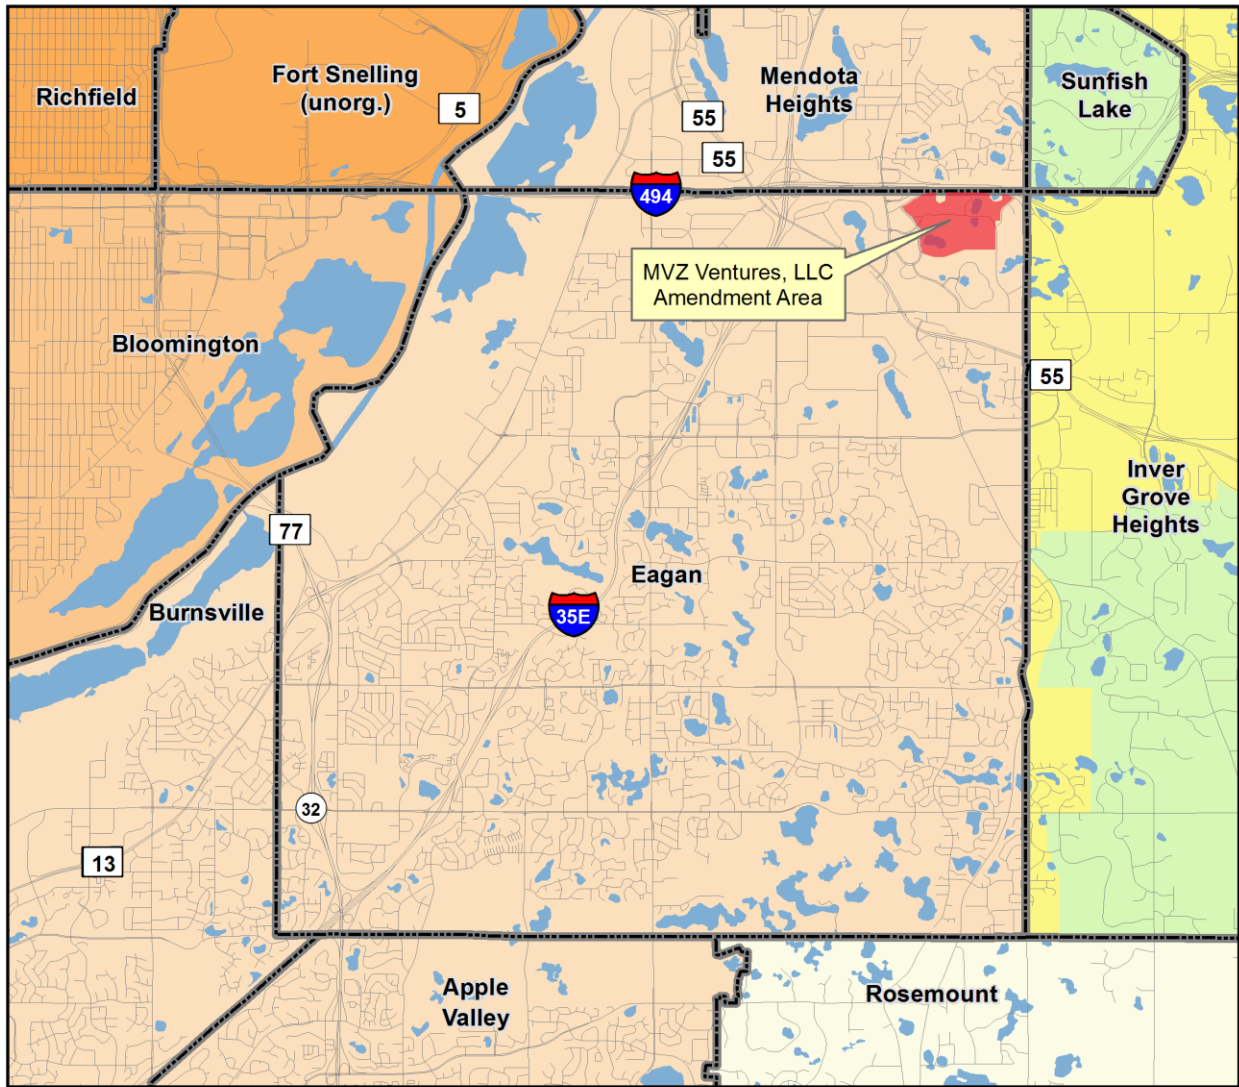 Richfield
Fort Snelling
(unorg.)
5
55
55
Mendota
Heights
Sunfish
Lake
494
MVZ Ventures, LLC
Amendment Area
Bloomington
55
Inver
Grove
Heights
77
Burnsville
Eagan
35E
32
13
Apple
Valley
Rosemount